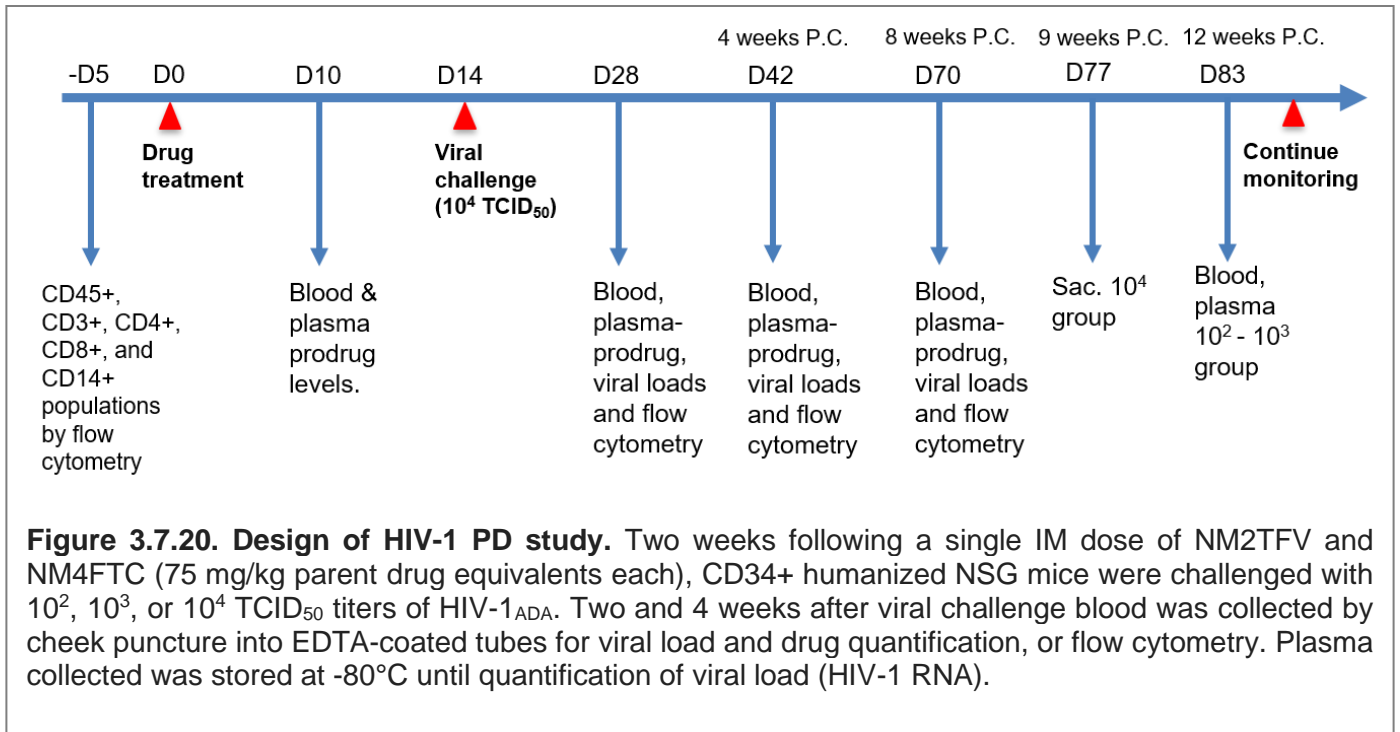 4 weeks P.C. 8 weeks P.C. 9 weeks P.C. 12 weeks P.C.
-D5 D0 D10 D14 D28 D42 D70 D77 D83
Drug
treatment
Viral
challenge
(10⁴ TCID₅₀)
Continue
monitoring
CD45+,
CD3+, CD4+,
CD8+, and
CD14+
populations
by flow
cytometry
Blood &
plasma
prodrug
levels.
Blood,
plasma-
prodrug,
viral loads
and flow
cytometry
Blood,
plasma-
prodrug,
viral loads
and flow
cytometry
Blood,
plasma-
prodrug,
viral loads
and flow
cytometry
Sac. 10⁴
group
Blood,
plasma
10² - 10³
group
Figure 3.7.20. Design of HIV-1 PD study. Two weeks following a single IM dose of NM2TFV and
NM4FTC (75 mg/kg parent drug equivalents each), CD34+ humanized NSG mice were challenged with
10², 10³, or 10⁴ TCID₅₀ titers of HIV-1ADA. Two and 4 weeks after viral challenge blood was collected by
cheek puncture into EDTA-coated tubes for viral load and drug quantification, or flow cytometry. Plasma
collected was stored at -80°C until quantification of viral load (HIV-1 RNA).